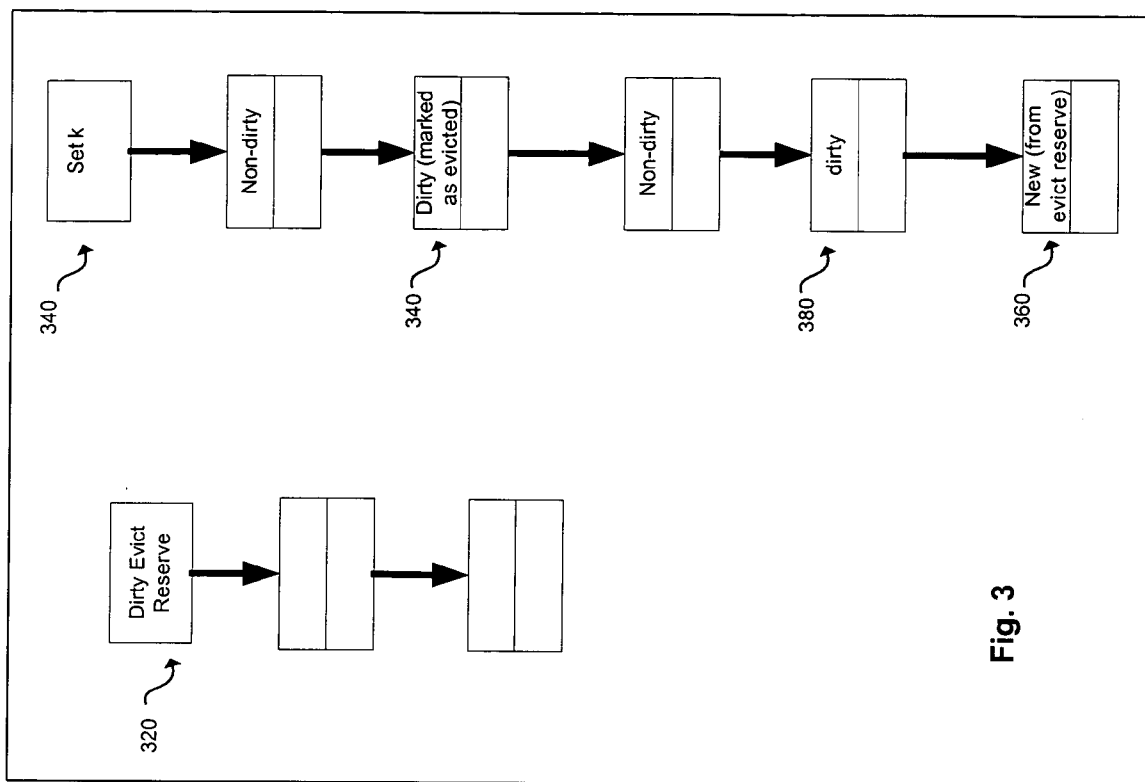 340
Set k
Non-dirty
340
Dirty (marked
as evicted)
Non-dirty
380
dirty
360
New (from
evict reserve)
320
Dirty Evict
Reserve
Fig. 3